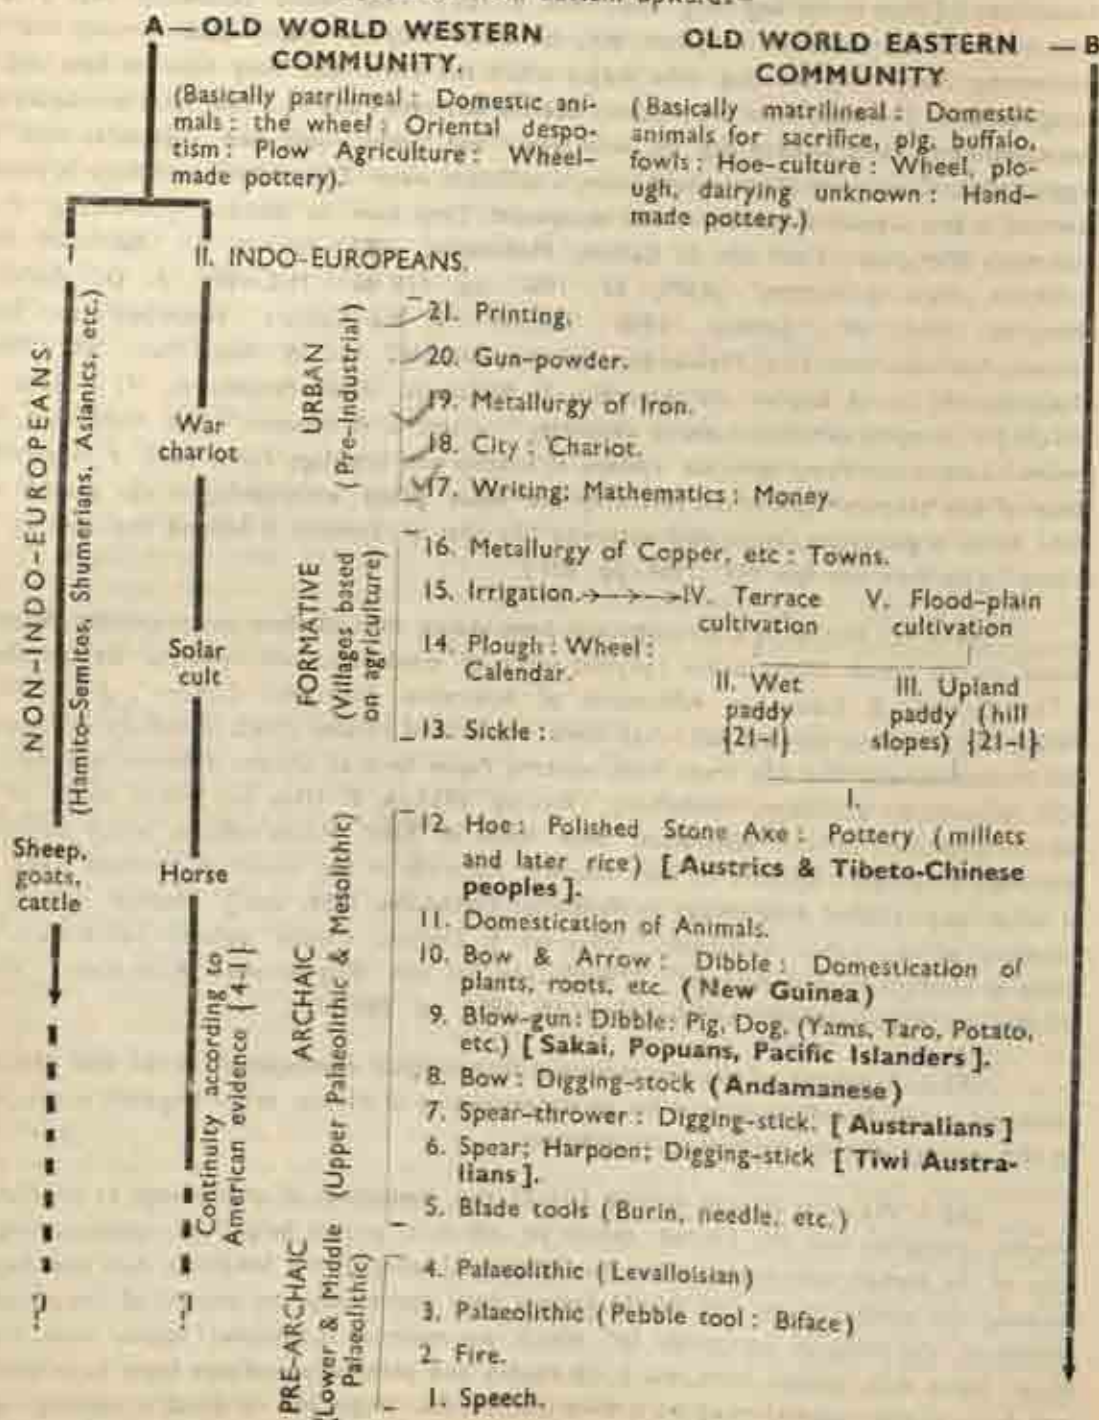 A—OLD WORLD WESTERN
COMMUNITY.
(Basically patrilineal : Domestic ani-
mals : the wheel : Oriental despo-
tism : Plow Agriculture : Wheel-
made pottery).
OLD WORLD EASTERN — B
COMMUNITY
(Basically matrilineal : Domestic
animals for sacrifice, pig, buffalo,
fowls : Hoe-culture : Wheel, plo-
ugh, dairying unknown : Hand-
made pottery.)
I
II. INDO-EUROPEANS.
NON-INDO-EUROPEANS
(Hamito-Semitos, Shumerians, Asianics, etc.)
Sheep,
goats,
cattle
?
War
chariot
Solar
cult
Horse
Continuity according to
American evidence {4-1}
?
URBAN
(Pre-Industrial)
21. Printing.
20. Gun-powder.
19. Metallurgy of Iron.
18. City : Chariot.
17. Writing: Mathematics : Money.
FORMATIVE
(Villages based
on agriculture)
16. Metallurgy of Copper, etc : Towns.
15. Irrigation.→→→IV. Terrace
cultivation
V. Flood-plain
cultivation
14. Plough : Wheel :
Calendar.
II. Wet
paddy
{21-1}
III. Upland
paddy (hill
slopes) {21-1}
13. Sickle :
I.
ARCHAIC
(Upper Palaeolithic & Mesolithic)
12. Hoe : Polished Stone Axe : Pottery (millets
and later rice) [Austrics & Tibeto-Chinese
peoples].
11. Domestication of Animals.
10. Bow & Arrow : Dibble : Domestication of
plants, roots, etc. (New Guinea)
9. Blow-gun: Dibble: Pig, Dog, (Yams, Taro, Potato,
etc.) [Sakai, Popuans, Pacific Islanders].
8. Bow : Digging-stock (Andamanese)
7. Spear-thrower : Digging-stick. [Australians]
6. Spear; Harpoon; Digging-stick [Tiwi Austra-
lians].
5. Blade tools (Burin, needle, etc.)
PRE-ARCHAIC
(Lower & Middle
Palaeolithic)
4. Palaeolithic (Levalloisian)
3. Palaeolithic (Pebble tool : Biface)
2. Fire.
1. Speech.